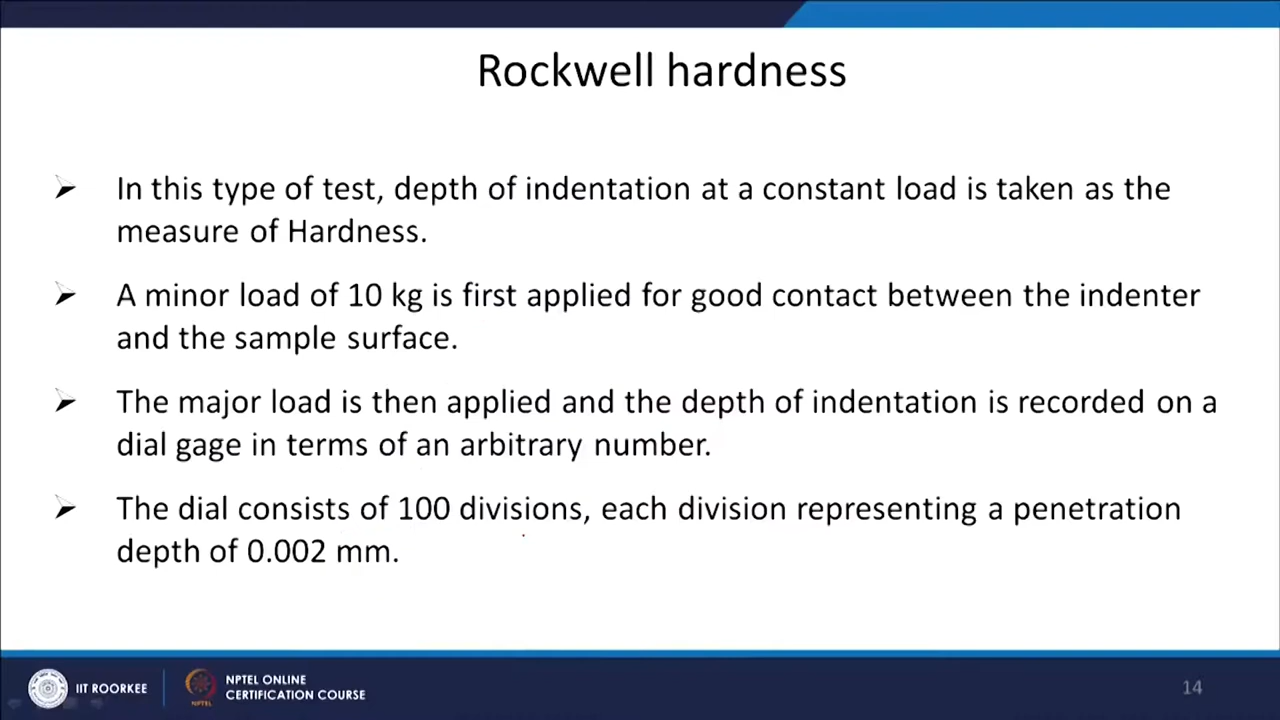 Rockwell hardness
In this type of test, depth of indentation at a constant load is taken as the
measure of Hardness.
A minor load of 10 kg is first applied for good contact between the indenter
and the sample surface.
The major load is then applied and the depth of indentation is recorded on a
dial gage in terms of an arbitrary number.
The dial consists of 100 divisions, each division representing a penetration
depth of 0.002 mm.
IIT ROORKEE
NPTEL
NPTEL ONLINE
CERTIFICATION COURSE
14